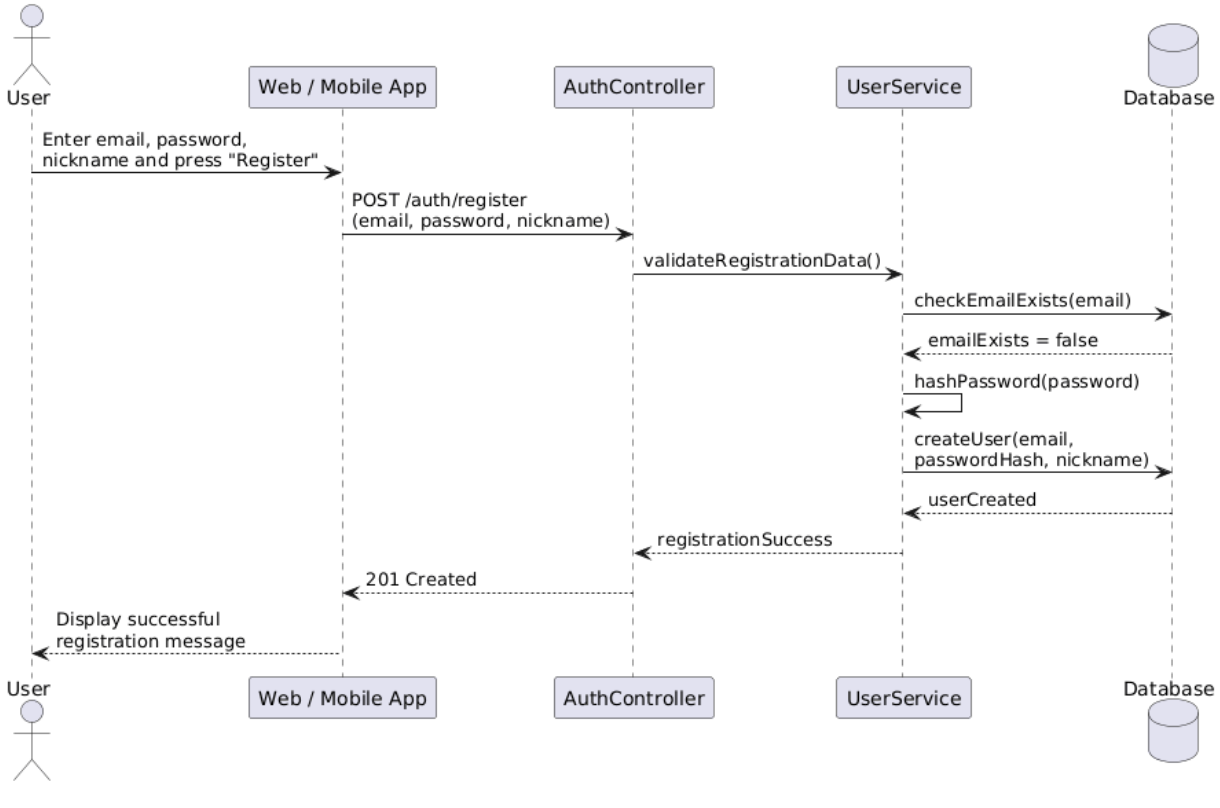 User
Web / Mobile App
AuthController
UserService
Database
Enter email, password,
nickname and press "Register"
POST /auth/register
(email, password, nickname)
validateRegistrationData()
checkEmailExists(email)
emailExists = false
hashPassword(password)
createUser(email,
passwordHash, nickname)
userCreated
registrationSuccess
201 Created
Display successful
registration message
User
Web / Mobile App
AuthController
UserService
Database